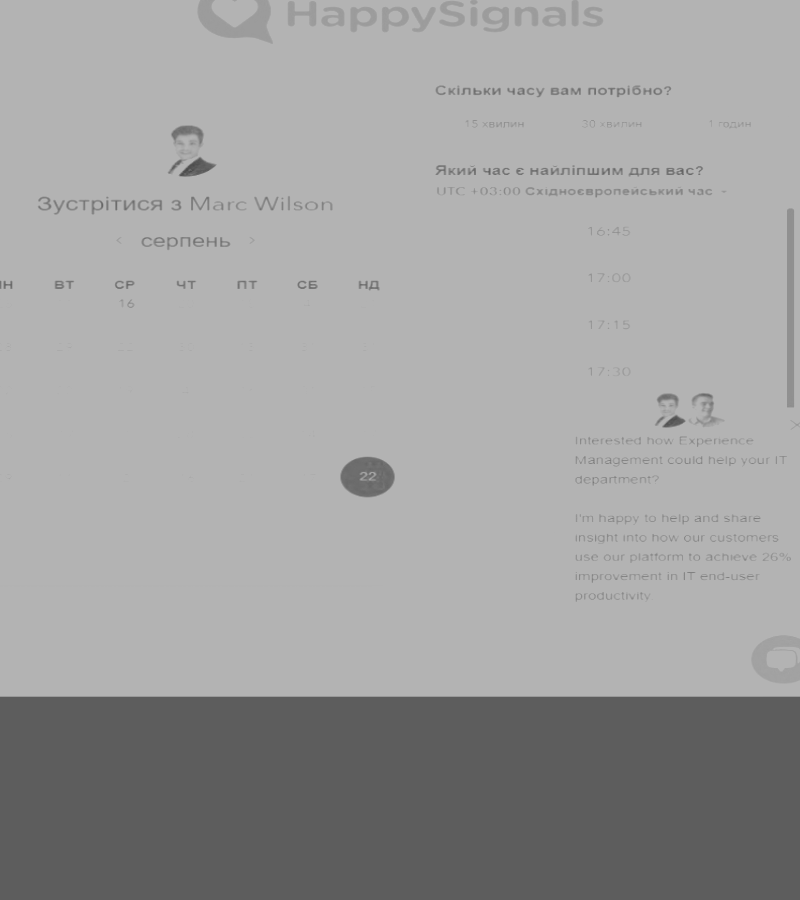 HappySignals
Зустрітися з Marc Wilson
серпень
ВТ СР ЧТ ПТ СБ НД
16
22
Скільки часу вам потрібно?
15 хвилин 30 хвилин 1 годин
Який час є найліпшим для вас?
UTC +03:00 Східноєвропейський час
16:45
17:00
17:15
17:30
Interested how Experience
Management could help your IT
department?
I'm happy to help and share
insight into how our customers
use our platform to achieve 26%
improvement in IT end-user
productivity